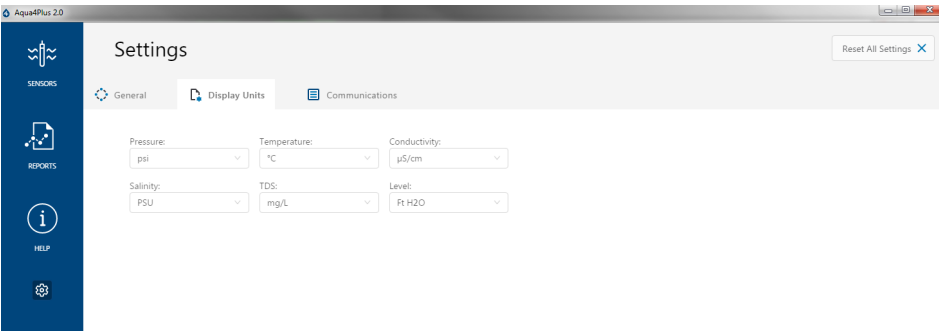 Aqua4Plus 2.0
Settings
Reset All Settings
SENSORS
General
Display Units
Communications
Pressure:
Temperature:
Conductivity:
psi
°C
μS/cm
REPORTS
Salinity:
TDS:
Level:
PSU
mg/L
Ft H2O
HELP